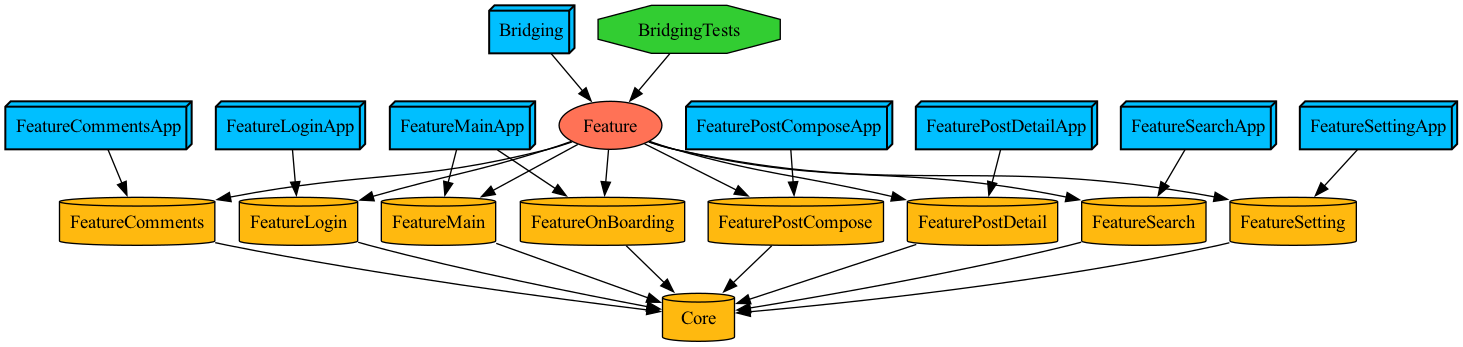 Bridging
BridgingTests
FeatureCommentsApp
FeatureLoginApp
FeatureMainApp
Feature
FeaturePostComposeApp
FeaturePostDetailApp
FeatureSearchApp
FeatureSettingApp
FeatureComments
FeatureLogin
FeatureMain
FeatureOnBoarding
FeaturePostCompose
FeaturePostDetail
FeatureSearch
FeatureSetting
Core